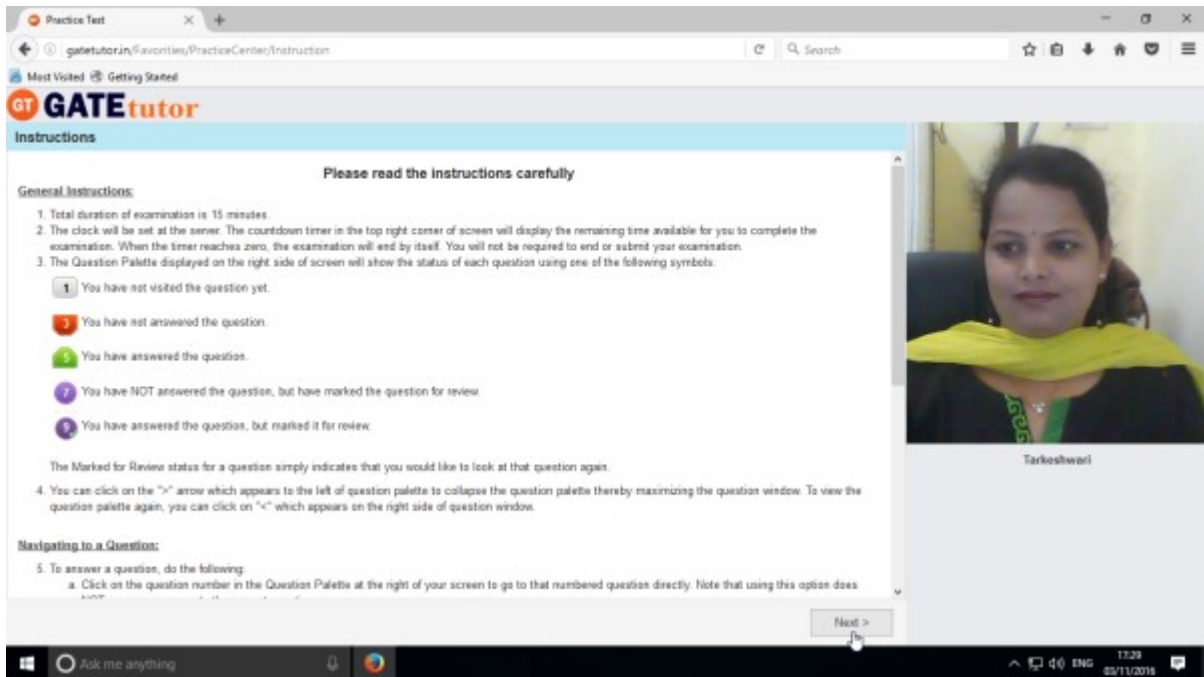 Practice Test
gatetutor.in/Favorities/PracticeCenter/Instruction
Search
Most Visited Getting Started
GT GATEtutor
Instructions
Please read the instructions carefully
General Instructions:
1. Total duration of examination is 15 minutes.
2. The clock will be set at the server. The countdown timer in the top right corner of screen will display the remaining time available for you to complete the
examination. When the timer reaches zero, the examination will end by itself. You will not be required to end or submit your examination.
3. The Question Palette displayed on the right side of screen will show the status of each question using one of the following symbols:
1 You have not visited the question yet.
3 You have not answered the question.
5 You have answered the question.
7 You have NOT answered the question, but have marked the question for review.
9 You have answered the question, but marked it for review.
The Marked for Review status for a question simply indicates that you would like to look at that question again.
4. You can click on the ">" arrow which appears to the left of question palette to collapse the question palette thereby maximizing the question window. To view the
question palette again, you can click on "<" which appears on the right side of question window.
Navigating to a Question:
5. To answer a question, do the following:
a. Click on the question number in the Question Palette at the right of your screen to go to that numbered question directly. Note that using this option does
Tarkeshwari
Next >
Ask me anything
ENG
17:29
03/11/2016